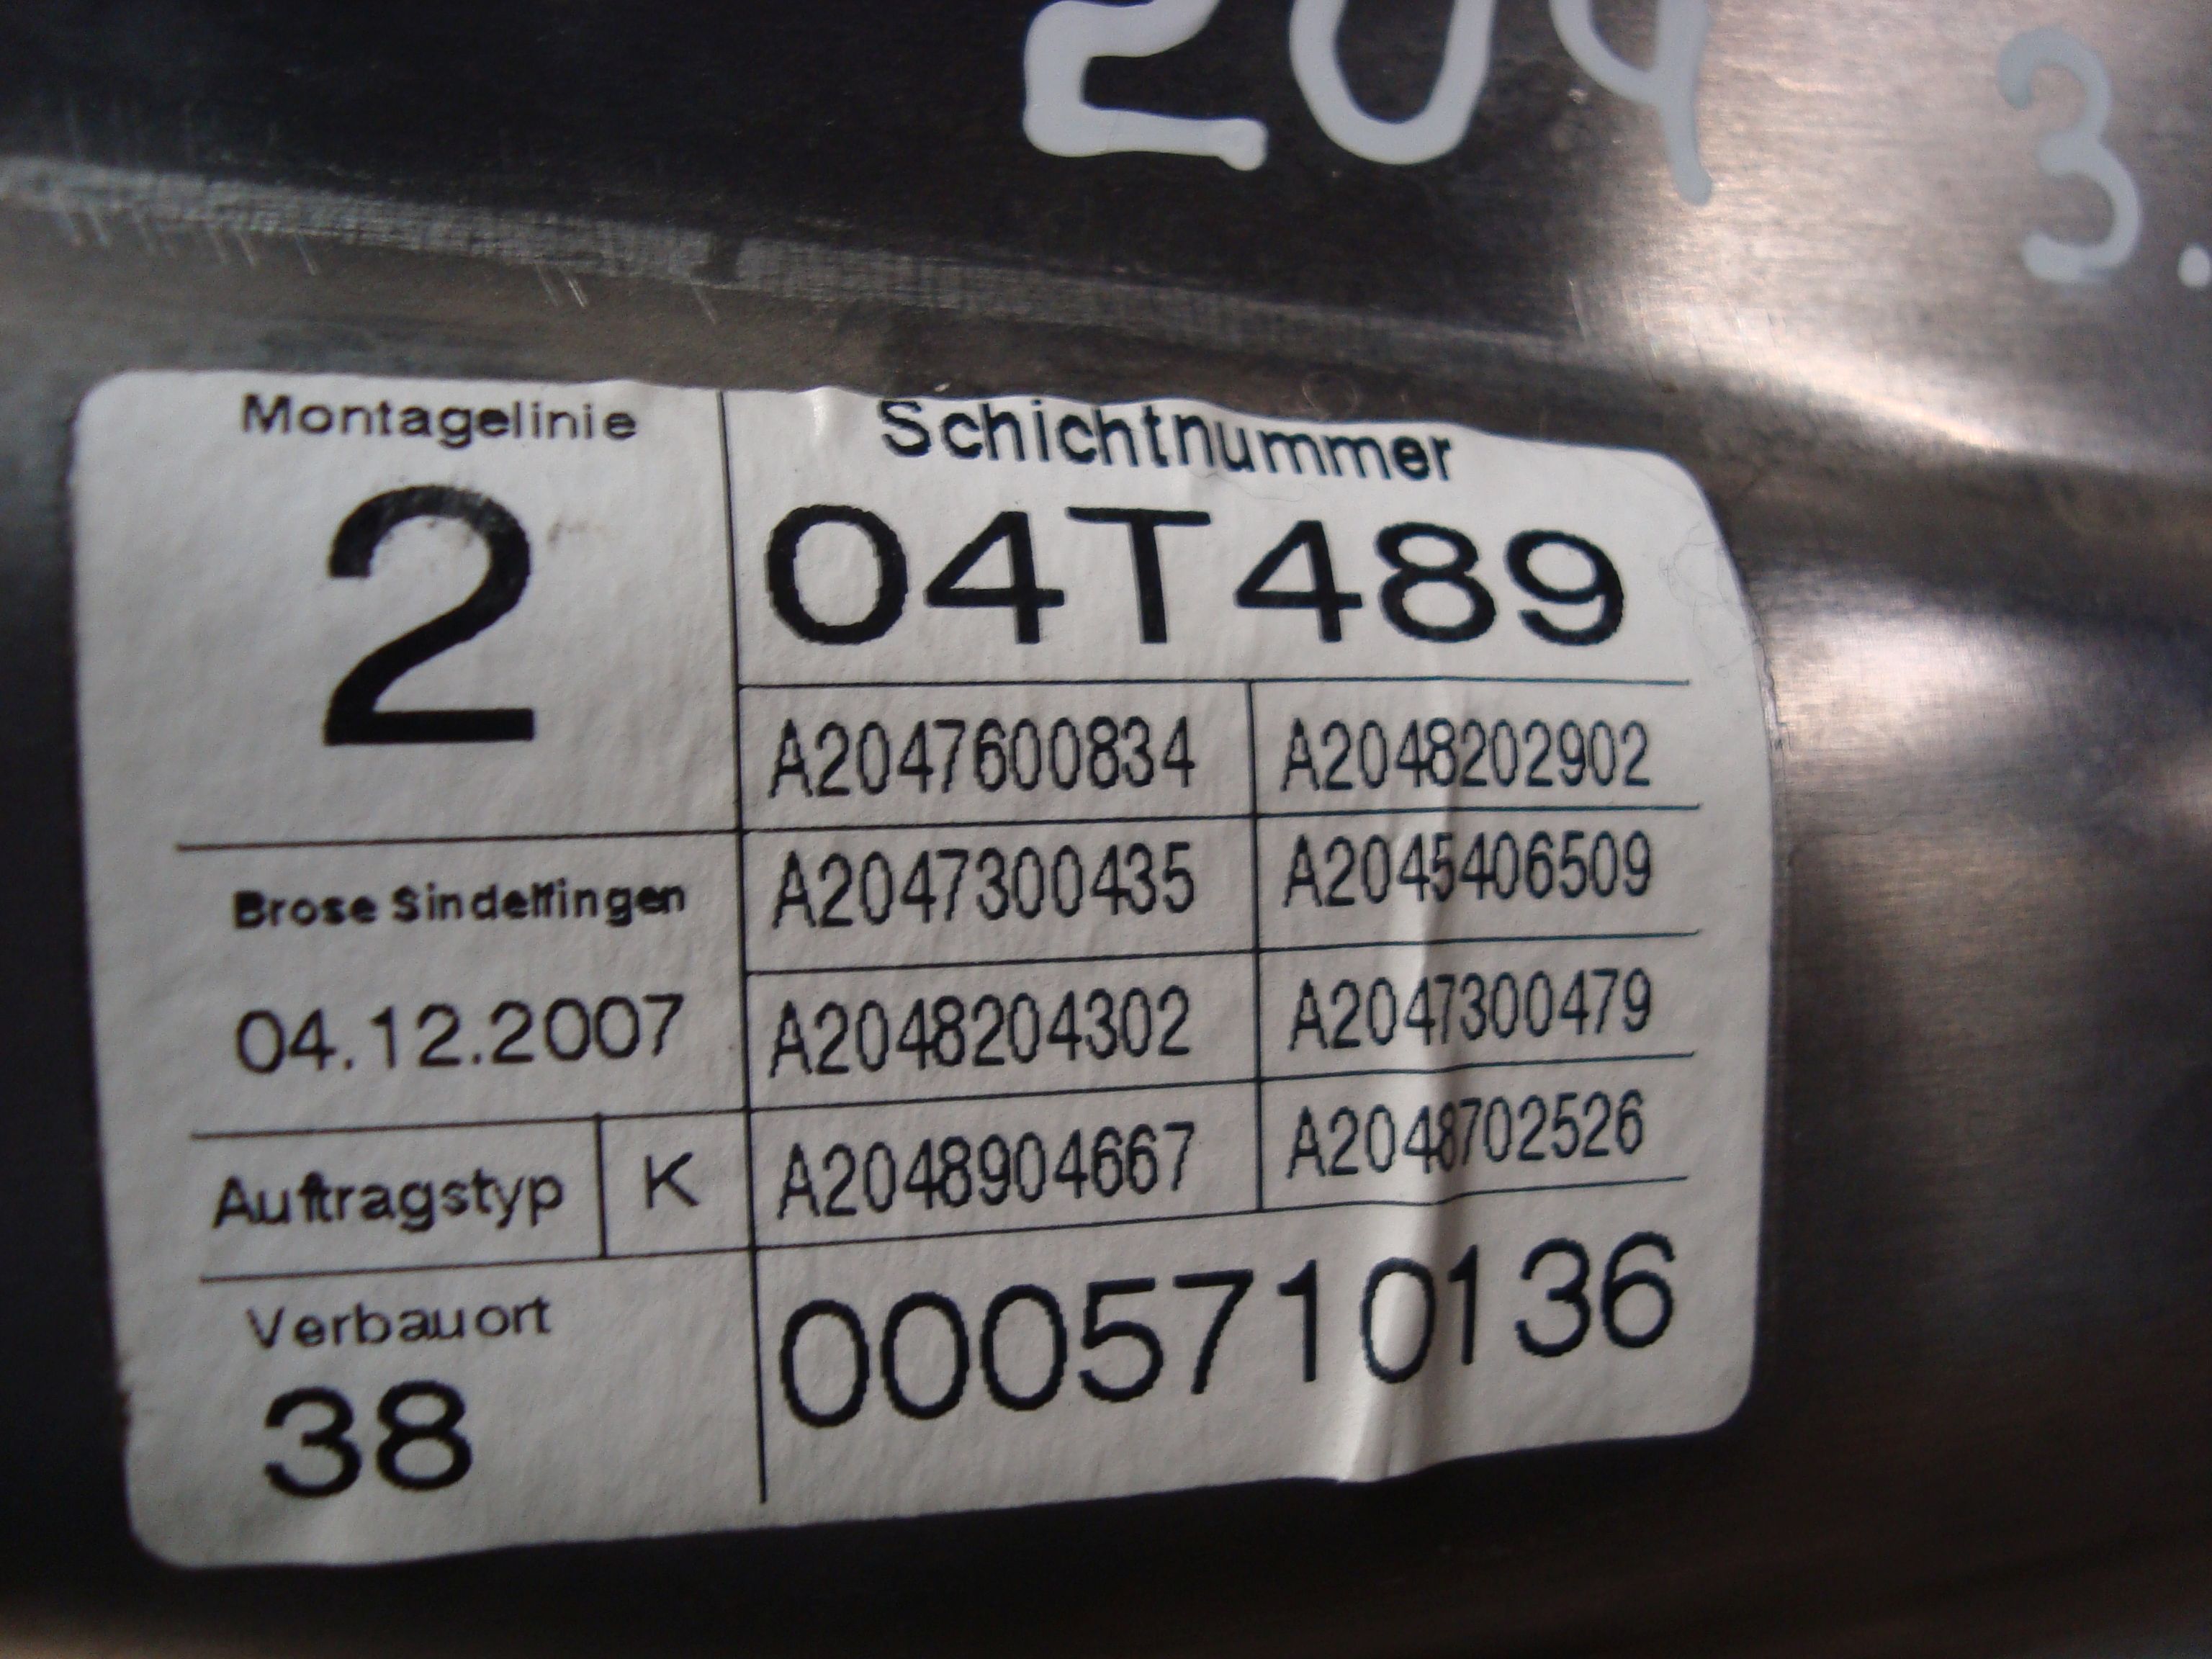 204 3.
Montagelinie
2
Schichtnummer
04T489
A2047600834 A2048202902
A2047300435 A2045406509
A2048204302 A2047300479
A2048904667 A2048702526
Brose Sindelfingen
04.12.2007
Auftragstyp K
Verbauort
38
0005710136